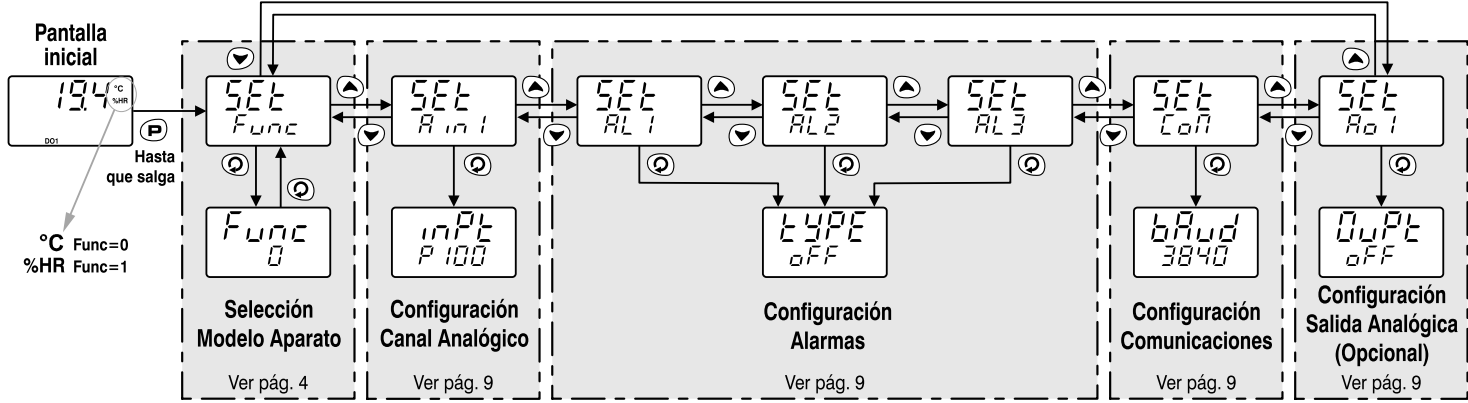 Pantalla
inicial
19.4 °C
%HR
DO1
P
Hasta
que salga
°C Func=0
%HR Func=1
SEt
Func
Func
0
Selección
Modelo Aparato
Ver pág. 4
SEt
Ain1
inPt
P100
Configuración
Canal Analógico
Ver pág. 9
SEt
AL1
SEt
AL2
SEt
AL3
tYPE
oFF
Configuración
Alarmas
Ver pág. 9
SEt
Con
bAud
3840
Configuración
Comunicaciones
Ver pág. 9
SEt
Ao1
OuPt
oFF
Configuración
Salida Analógica
(Opcional)
Ver pág. 9